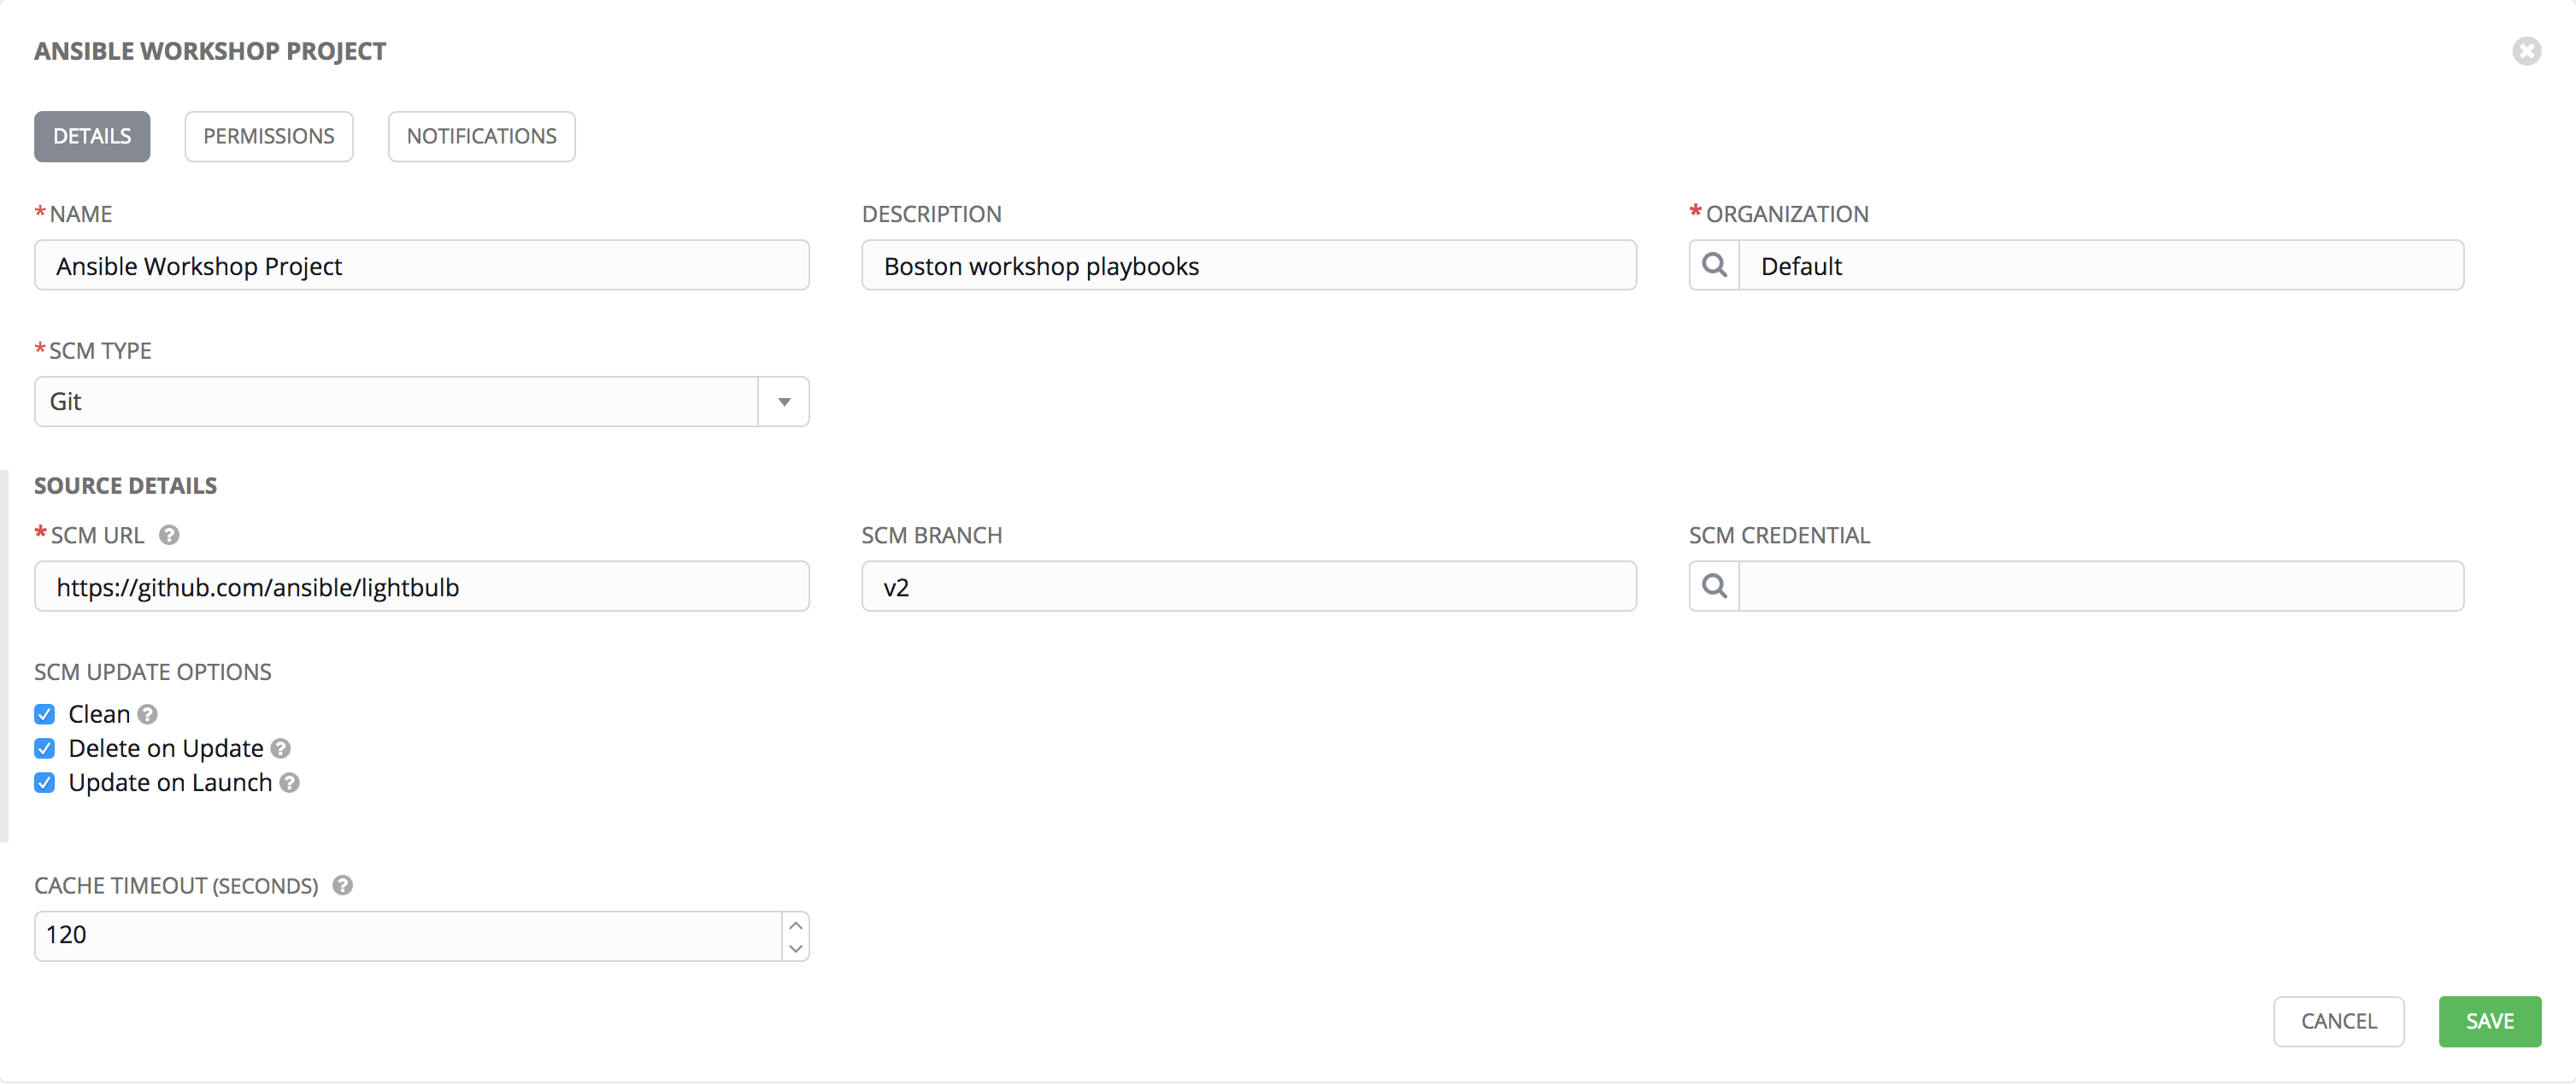 ANSIBLE WORKSHOP PROJECT
DETAILS PERMISSIONS NOTIFICATIONS
* NAME DESCRIPTION * ORGANIZATION
Ansible Workshop Project Boston workshop playbooks Default
* SCM TYPE
Git
SOURCE DETAILS
* SCM URL ? SCM BRANCH SCM CREDENTIAL
https://github.com/ansible/lightbulb v2
SCM UPDATE OPTIONS
Clean ?
Delete on Update ?
Update on Launch ?
CACHE TIMEOUT (SECONDS) ?
120
CANCEL SAVE